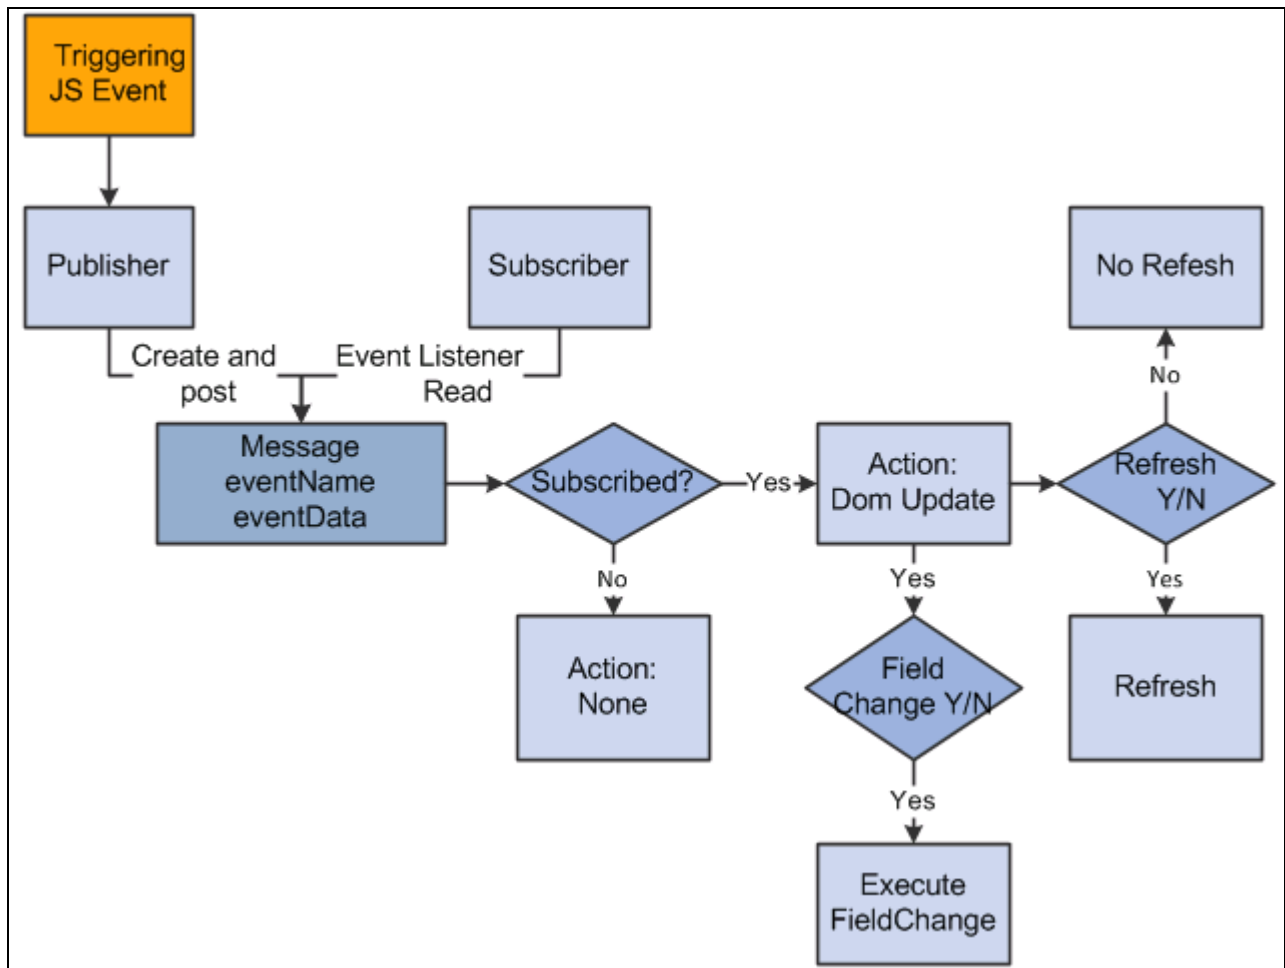 Triggering
JS Event
Publisher
Subscriber
No Refesh
Create and
post
Event Listener
Read
No
Message
eventName
eventData
Subscribed?
Yes
Action:
Dom Update
Refresh
Y/N
No
Yes
Yes
Action:
None
Field
Change Y/N
Refresh
Yes
Execute
FieldChange